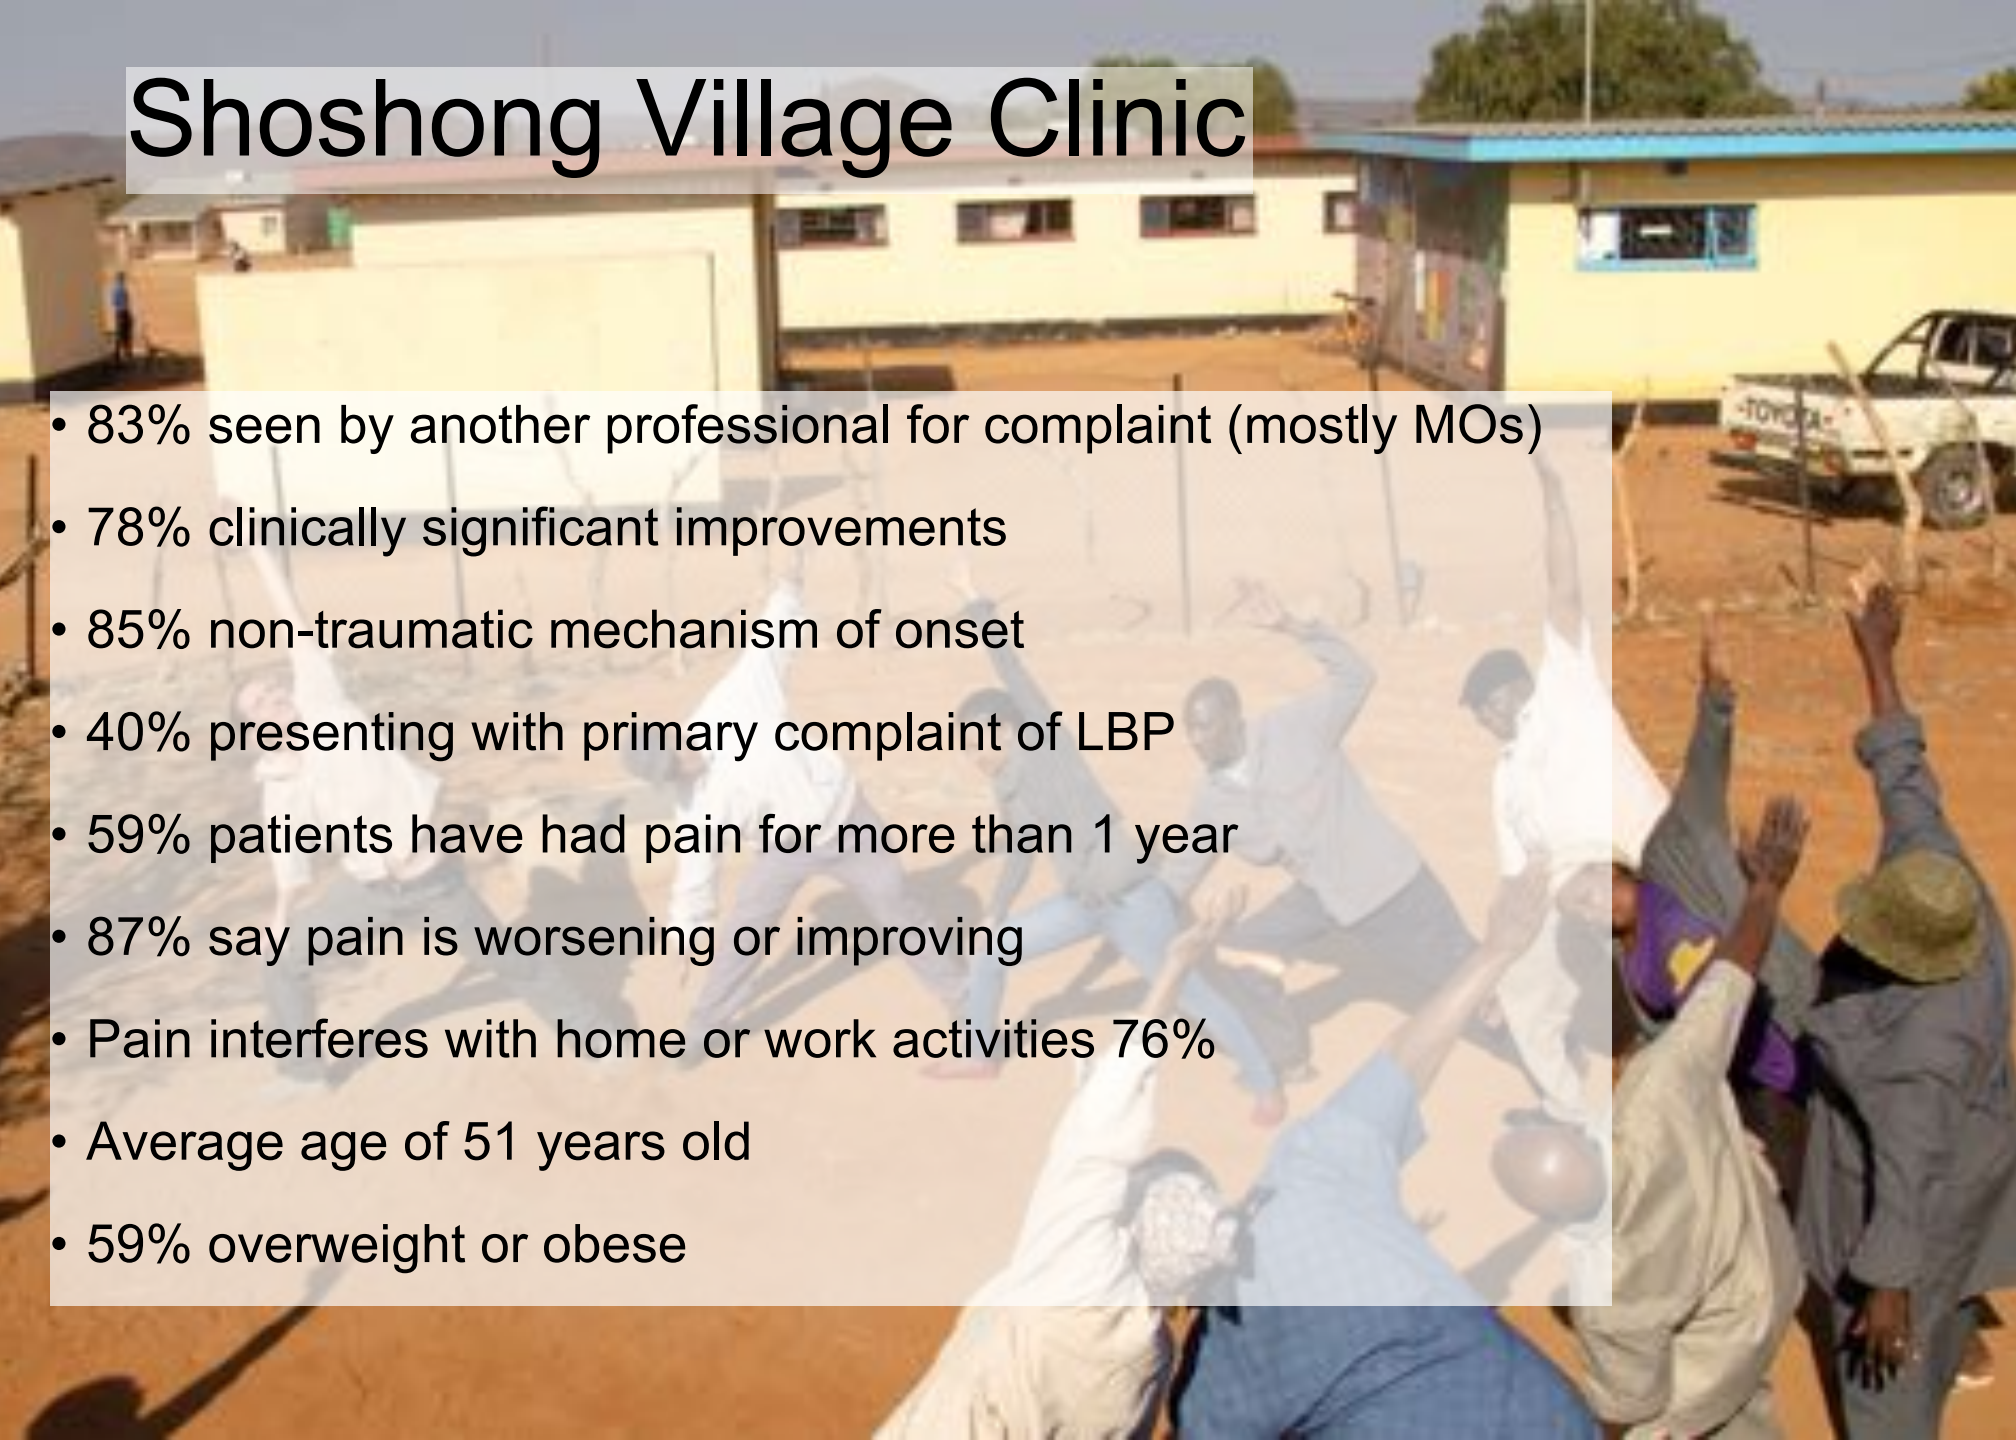 Shoshong Village Clinic
• 83% seen by another professional for complaint (mostly MOs)
-TOYOTA-
• 78% clinically significant improvements
• 85% non-traumatic mechanism of onset
• 40% presenting with primary complaint of LBP
• 59% patients have had pain for more than 1 year
• 87% say pain is worsening or improving
• Pain interferes with home or work activities 76%
• Average age of 51 years old
• 59% overweight or obese